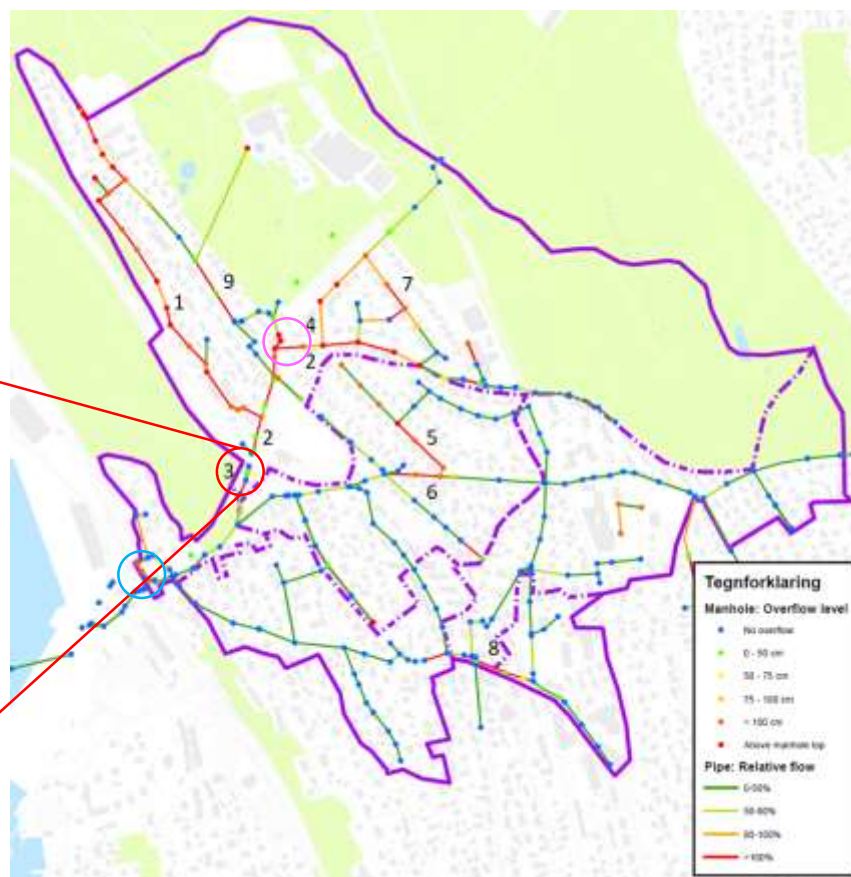 9
7
1
4
2
2
5
3
6
8
Tegnforklaring
Manhole: Overflow level
No overflow
0 - 50 cm
50 - 75 cm
75 - 100 cm
< 100 cm
Above manhole top
Pipe: Relative flow
0-50%
50-80%
80-100%
>100%